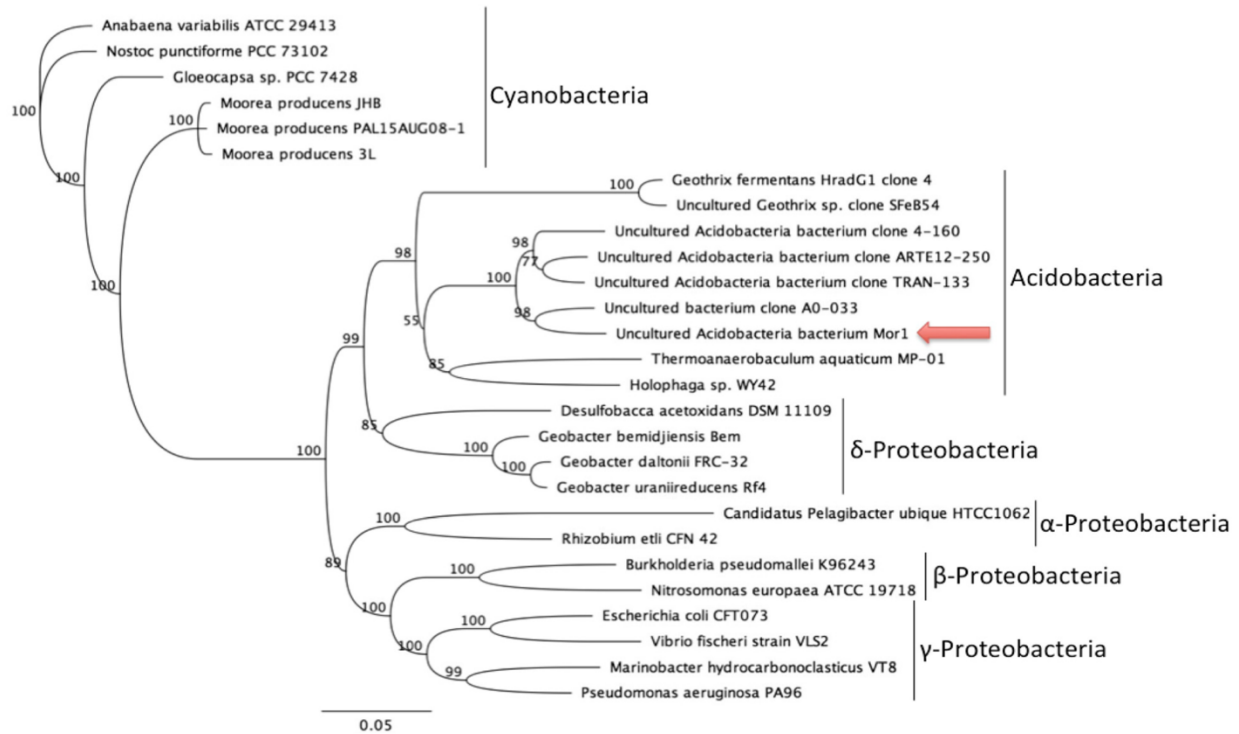 Anabaena variabilis ATCC 29413
Nostoc punctiforme PCC 73102
Gloeocapsa sp. PCC 7428
100
Cyanobacteria
Moorea producens JHB
100
Moorea producens PAL15AUG08-1
Moorea producens 3L
100
100
Geothrix fermentans HradG1 clone 4
Uncultured Geothrix sp. clone SFeB54
98
Uncultured Acidobacteria bacterium clone 4-160
98
Uncultured Acidobacteria bacterium clone ARTE12-250
77
Uncultured Acidobacteria bacterium clone TRAN-133
100
Acidobacteria
100
Uncultured bacterium clone A0-033
98
Uncultured Acidobacteria bacterium Mor1
55
99
Thermoanaerobaculum aquaticum MP-01
85
Holophaga sp. WY42
Desulfobacca acetoxidans DSM 11109
85
Geobacter bemidjiensis Bem
100
100
δ-Proteobacteria
Geobacter daltonii FRC-32
100
Geobacter uraniireducens Rf4
Candidatus Pelagibacter ubique HTCC1062
100
α-Proteobacteria
Rhizobium etli CFN 42
89
Burkholderia pseudomallei K96243
100
β-Proteobacteria
Nitrosomonas europaea ATCC 19718
100
Escherichia coli CFT073
100
Vibrio fischeri strain VLS2
100
γ-Proteobacteria
Marinobacter hydrocarbonoclasticus VT8
99
Pseudomonas aeruginosa PA96
0.05